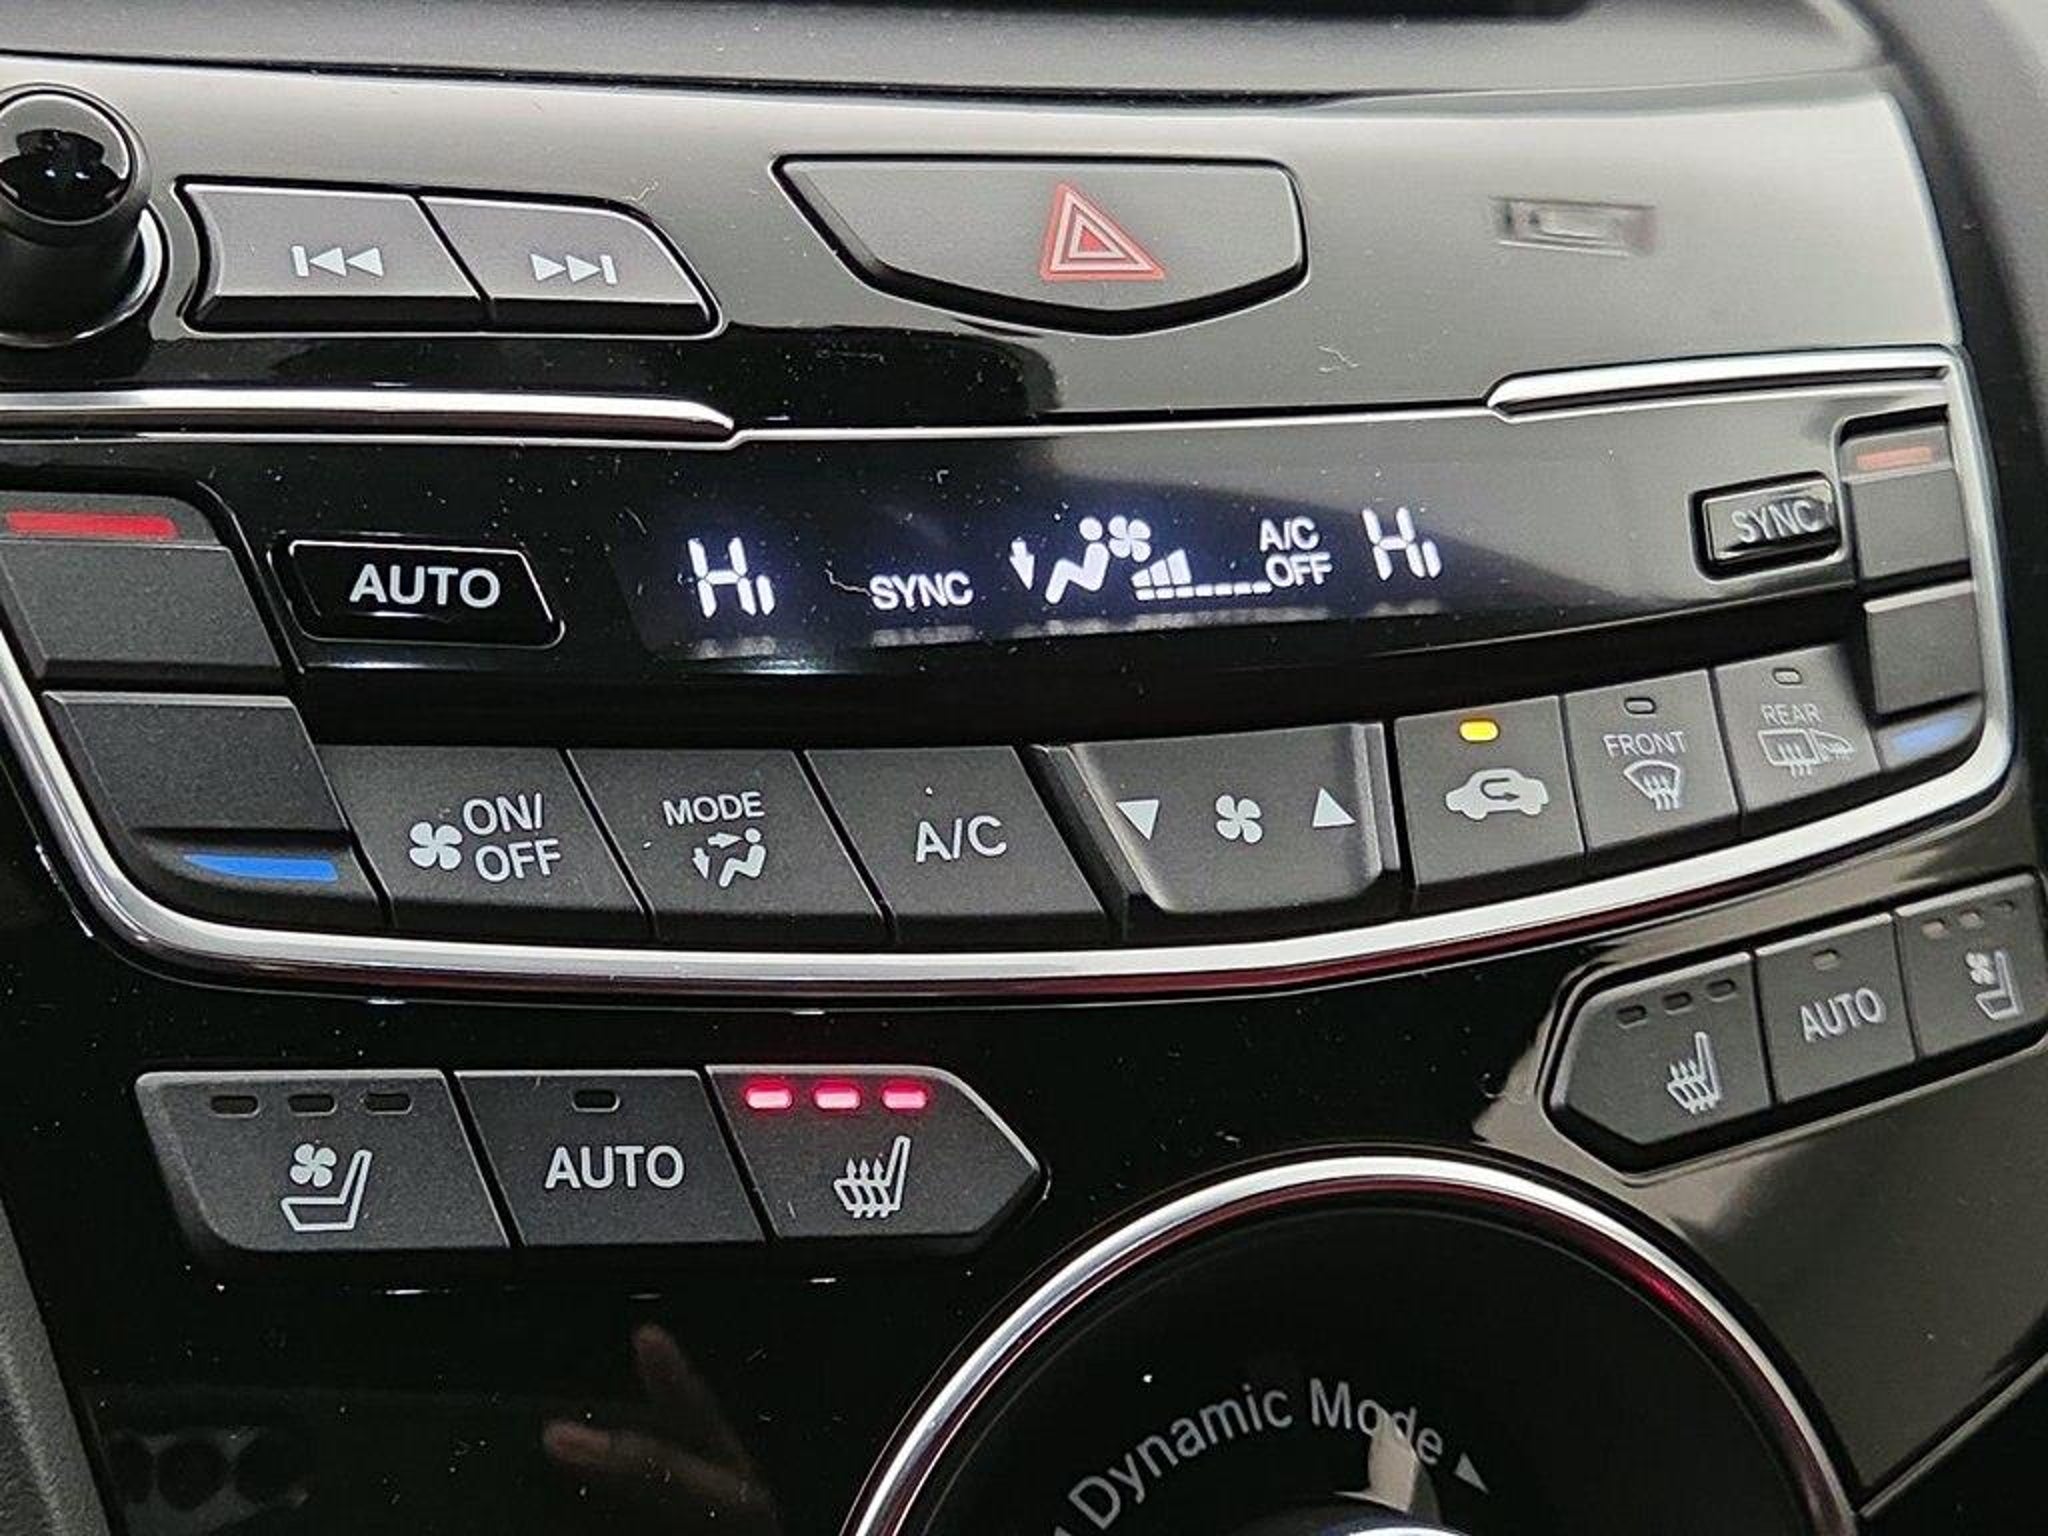 AUTO
Hi
SYNC
A/C
OFF
Hi
SYNC
ON/
OFF
MODE
A/C
FRONT
REAR
AUTO
AUTO
Dynamic Mode